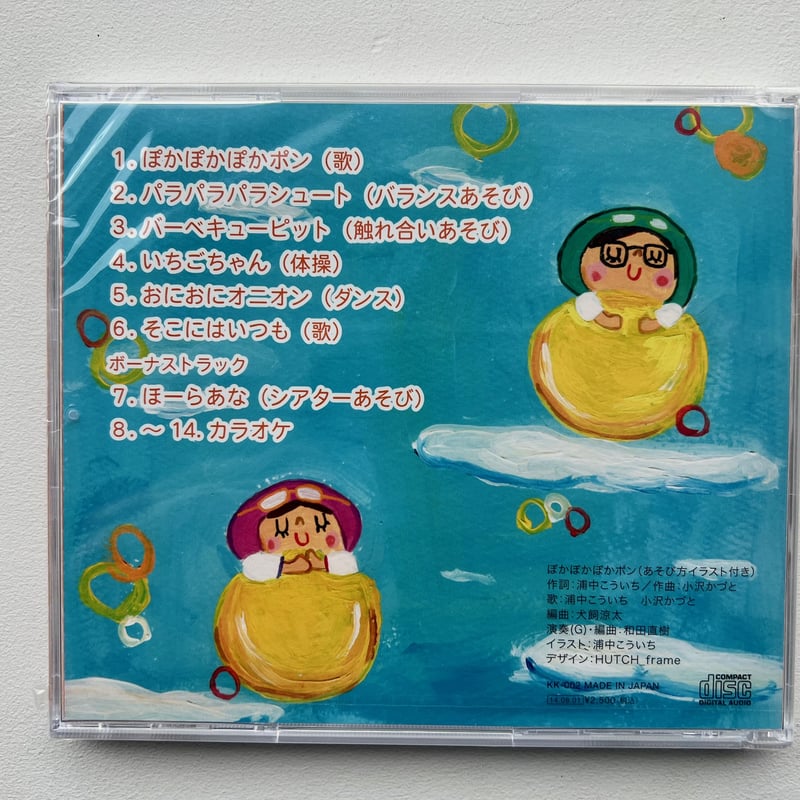 1.ぽかぽかぽかポン（歌）
2.パラパラパラシュート（バランスあそび）
3.バーベキューピット（触れ合いあそび）
4.いちごちゃん（体操）
5.おにおにオニオン（ダンス）
6.そこにはいつも（歌）
ボーナストラック
7.ほーらあな（シアターあそび）
8.〜14.カラオケ
ぽかぽかぽかポン（あそび方イラスト付き）
作詞：浦中こういち／作曲：小沢かづと
歌：浦中こういち　小沢かづと
編曲：犬飼涼太
演奏(G)・編曲：和田直樹
イラスト：浦中こういち
デザイン：HUTCH_frame
KK-002 MADE IN JAPAN
¥2,500
COMPACT
disc
DIGITAL AUDIO